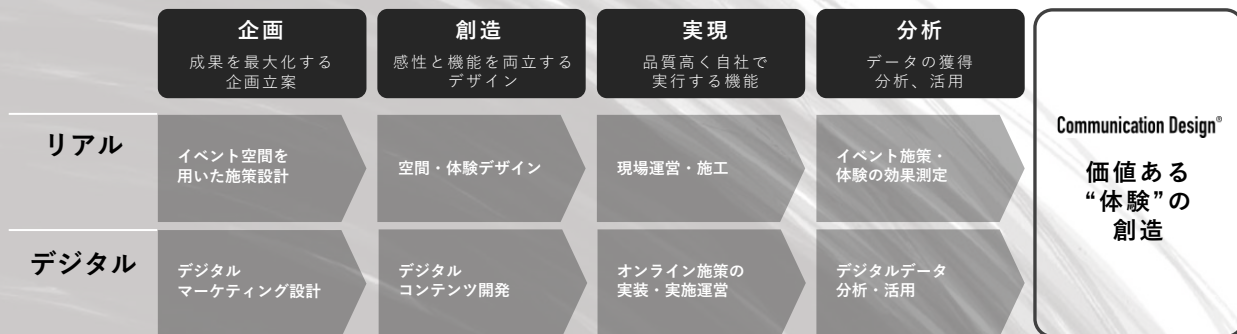 企画
成果を最大化する
企画立案
創造
感性と機能を両立する
デザイン
実現
品質高く自社で
実行する機能
分析
データの獲得
分析、活用
リアル
イベント空間を
用いた施策設計
空間・体験デザイン
現場運営・施工
イベント施策・
体験の効果測定
デジタル
デジタル
マーケティング設計
デジタル
コンテンツ開発
オンライン施策の
実装・実施運営
デジタルデータ
分析・活用
Communication Design®
価値ある
“体験”の
創造